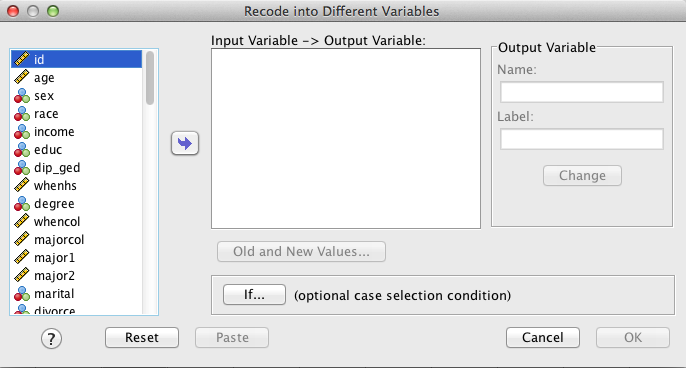 Recode into Different Variables
id
age
sex
race
income
educ
dip_ged
whenhs
degree
whencol
majorcol
major1
major2
marital
divorce
Input Variable -> Output Variable:
Output Variable
Name:
Label:
Change
Old and New Values...
If... (optional case selection condition)
? Reset Paste Cancel OK